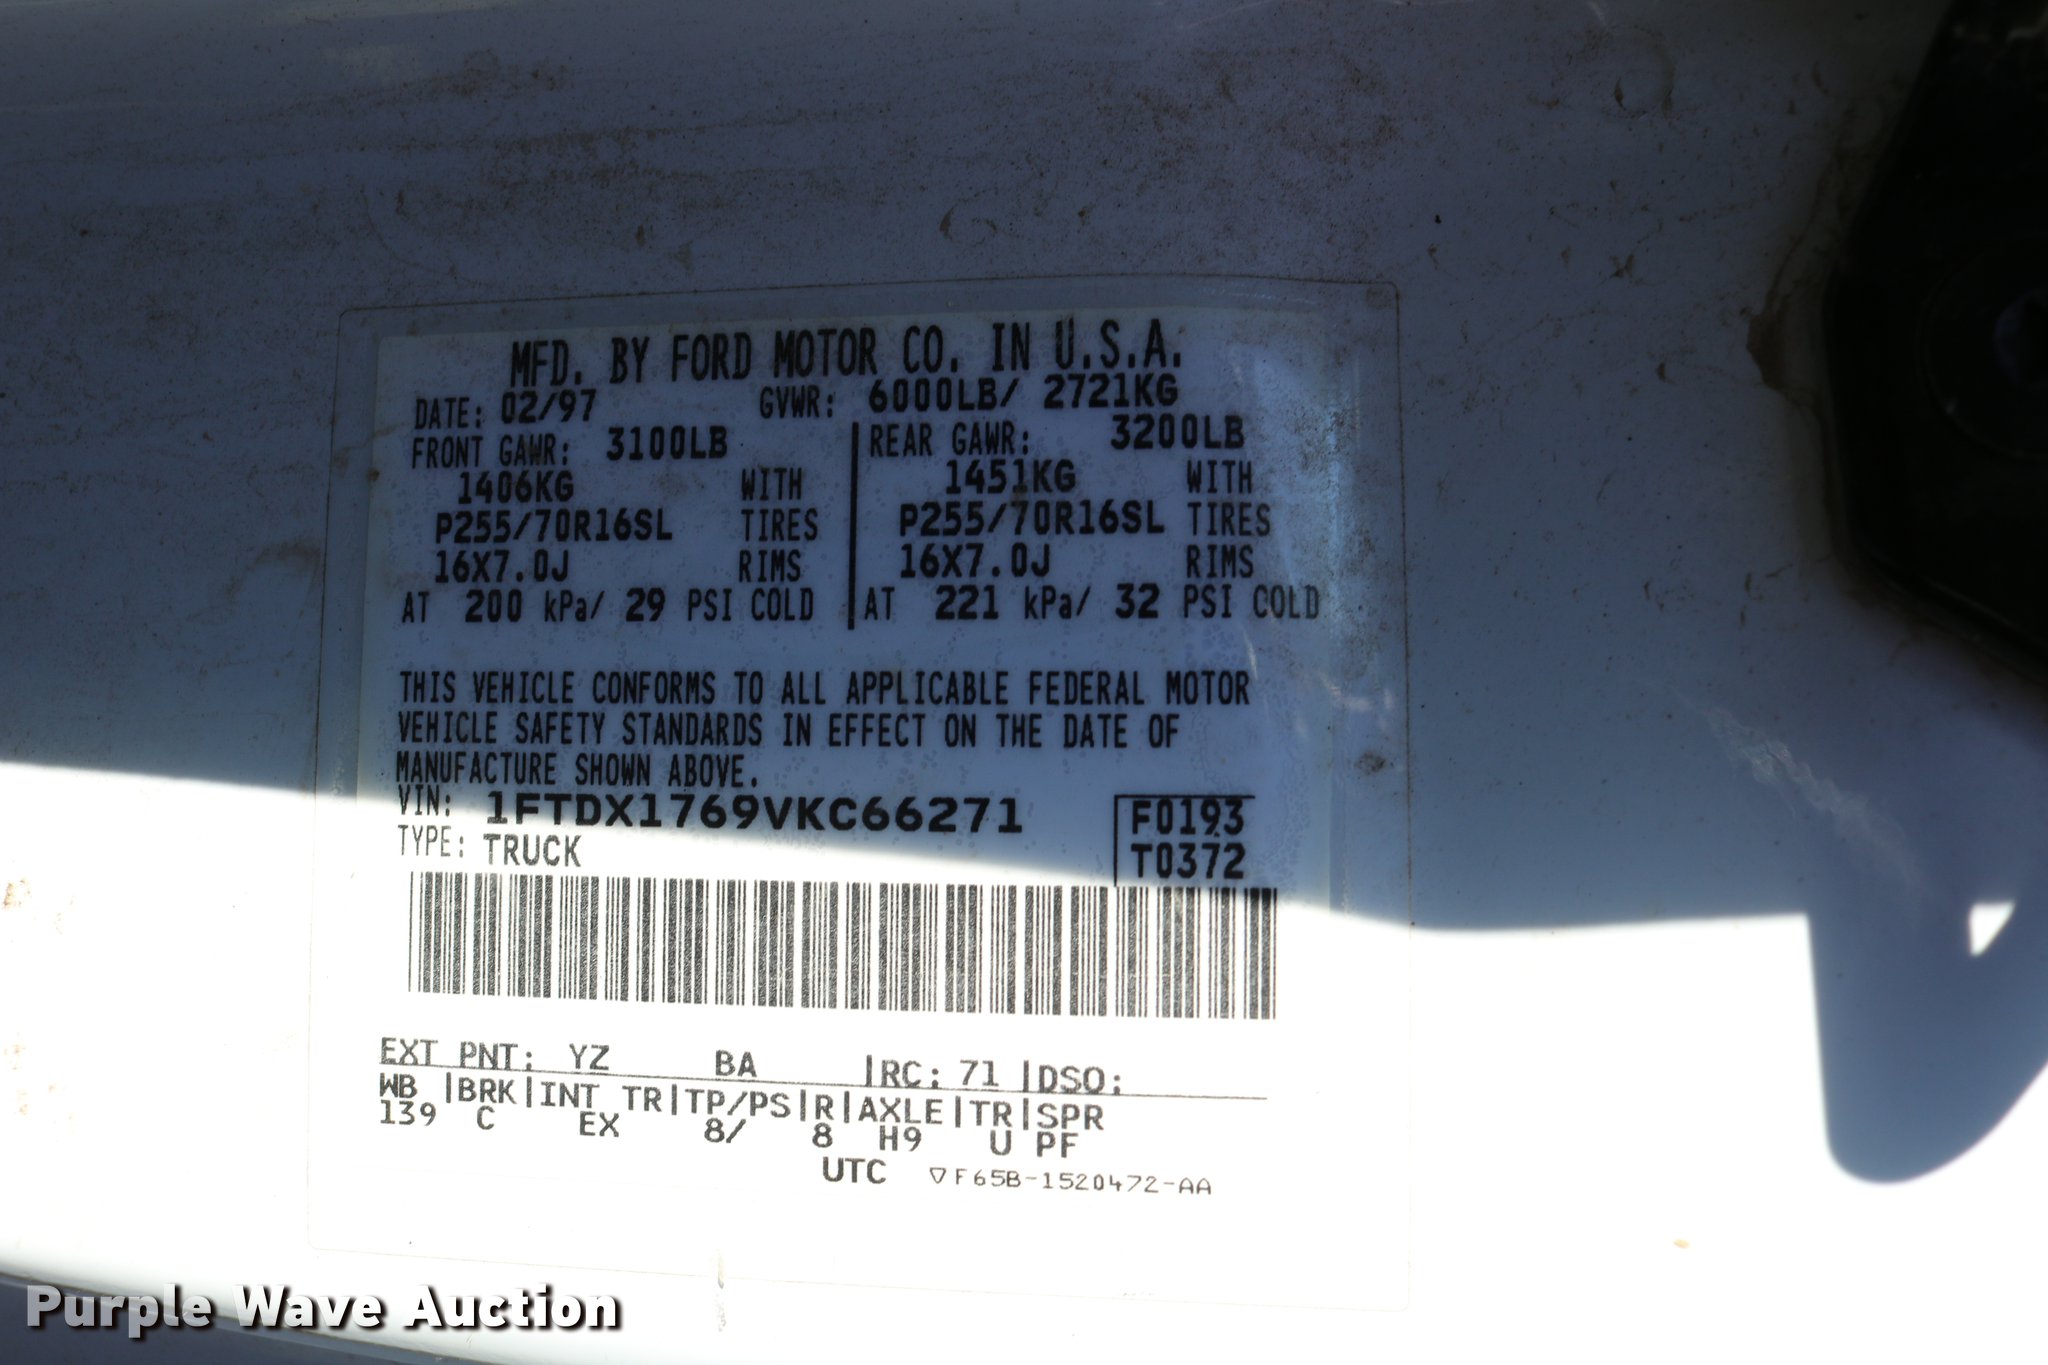 MFD. BY FORD MOTOR CO. IN U.S.A.
DATE: 02/97 GVWR: 6000LB/ 2721KG
FRONT GAWR: 3100LB REAR GAWR: 3200LB
1406KG WITH 1451KG WITH
P255/70R16SL TIRES P255/70R16SL TIRES
16X7.0J RIMS 16X7.0J RIMS
AT 200 kPa/ 29 PSI COLD AT 221 kPa/ 32 PSI COLD
THIS VEHICLE CONFORMS TO ALL APPLICABLE FEDERAL MOTOR
VEHICLE SAFETY STANDARDS IN EFFECT ON THE DATE OF
MANUFACTURE SHOWN ABOVE.
VIN: 1FTDX1769VKC66271 F0193
TYPE: TRUCK T0372
EXT PNT: YZ BA |RC: 71 |DSO:
WB |BRK|INT TR|TP/PS|R|AXLE|TR|SPR
139 C EX 8/ 8 H9 U PF
UTC ▽F65B-1520472-AA
Purple Wave Auction